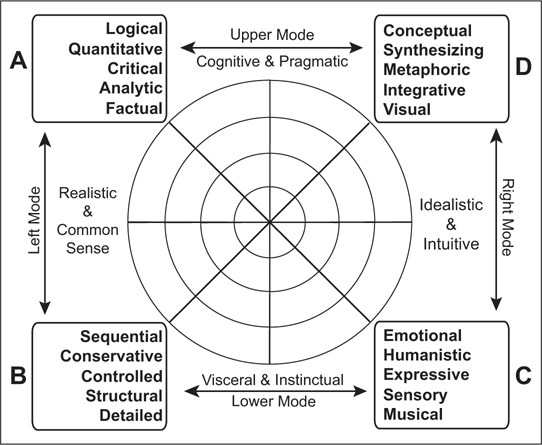 A
Logical
Quantitative
Critical
Analytic
Factual
Upper Mode
Cognitive & Pragmatic
Conceptual
Synthesizing
Metaphoric
Integrative
Visual
D
Left Mode
Realistic
&
Common
Sense
Idealistic
&
Intuitive
Right Mode
B
Sequential
Conservative
Controlled
Structural
Detailed
Visceral & Instinctual
Lower Mode
Emotional
Humanistic
Expressive
Sensory
Musical
C